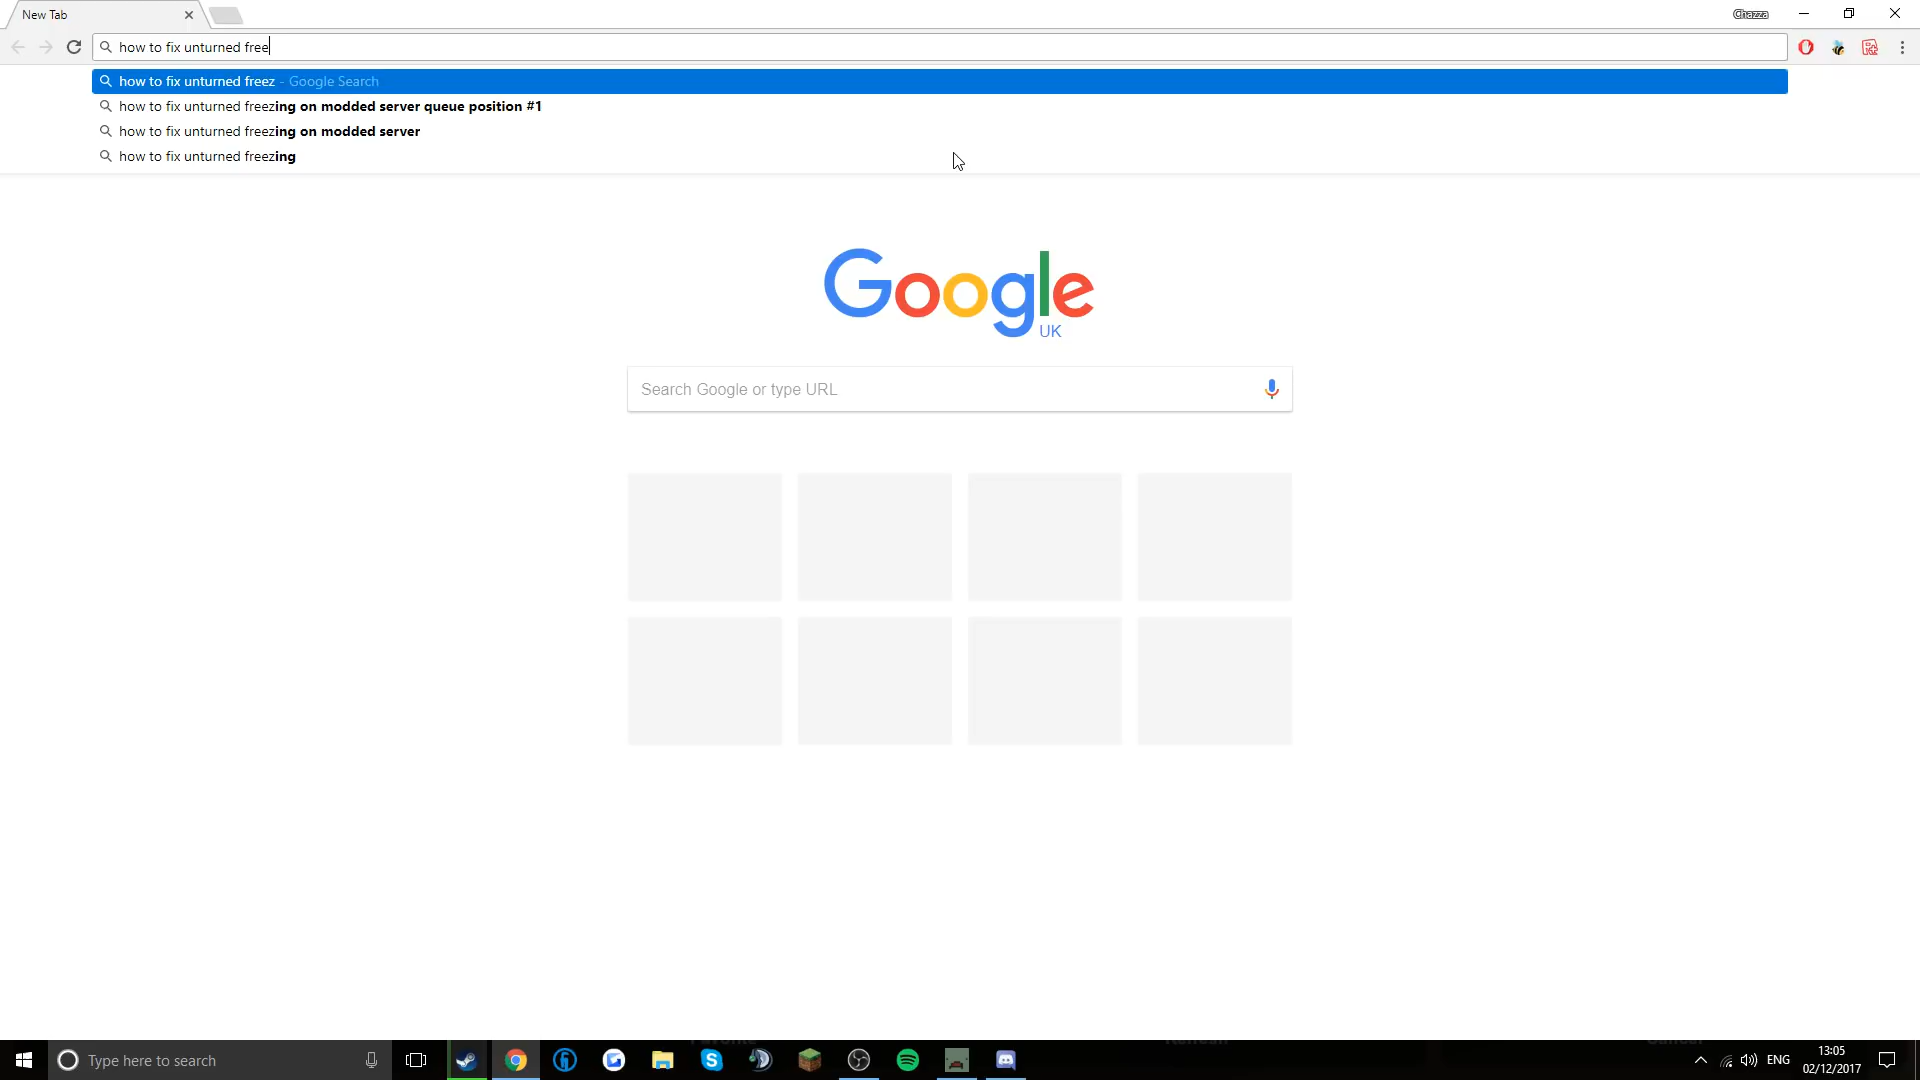 New Tab
Chazza
how to fix unturned free
how to fix unturned freez - Google Search
how to fix unturned freezing on modded server queue position #1
how to fix unturned freezing on modded server
how to fix unturned freezing
Google
UK
Search Google or type URL
Type here to search
ENG
13:05
02/12/2017